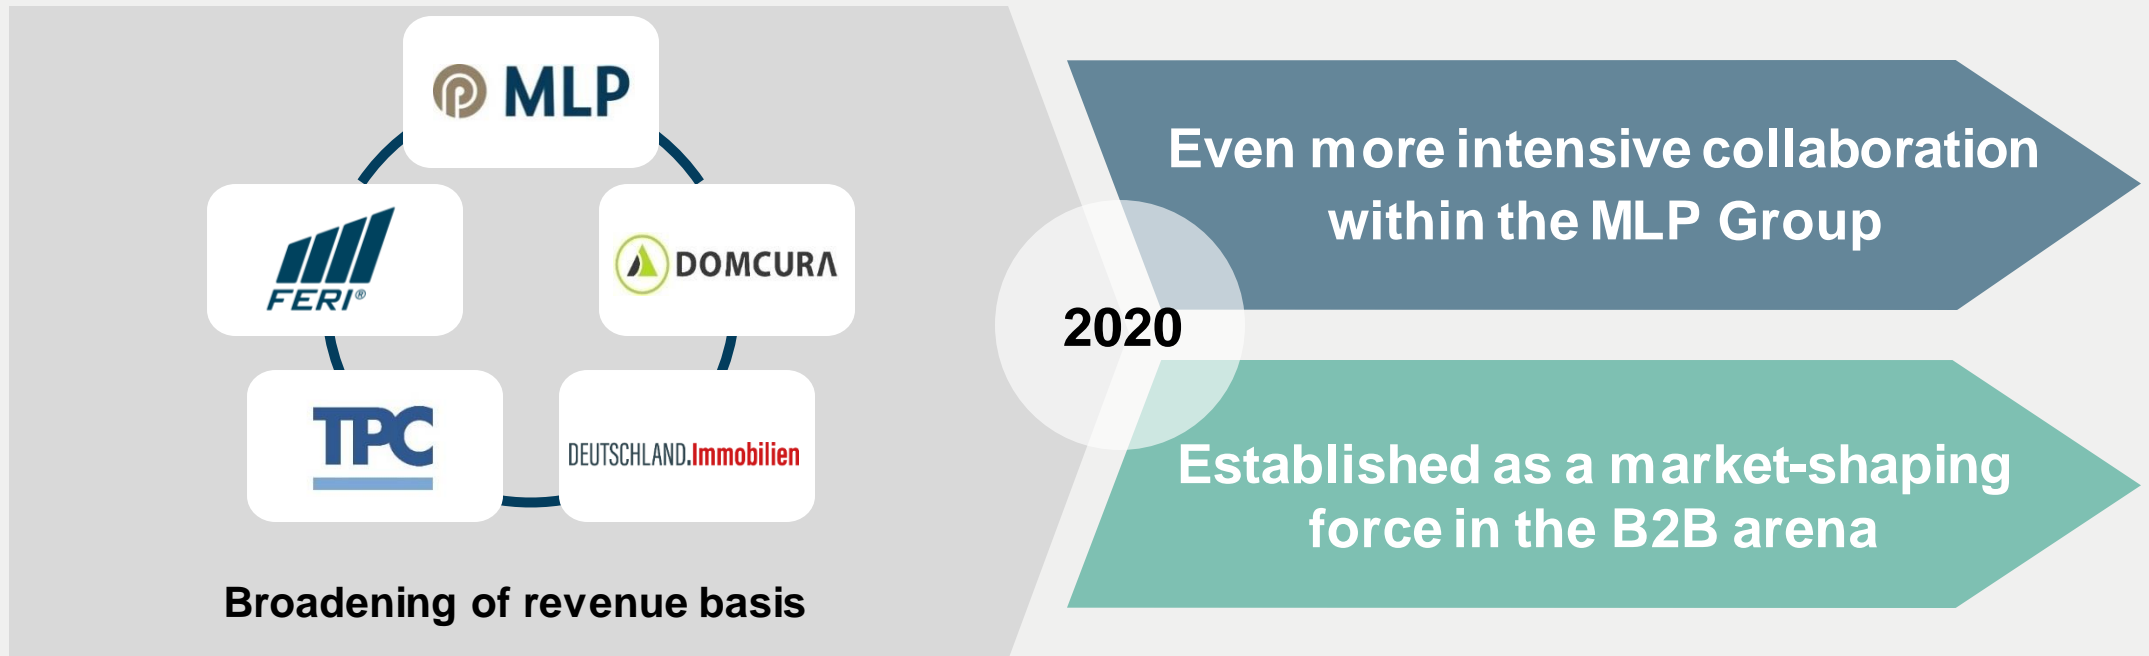 MLP
FERI®
DOMCURA
TPC
DEUTSCHLAND.Immobilien
Broadening of revenue basis
2020
Even more intensive collaboration
within the MLP Group
Established as a market-shaping
force in the B2B arena